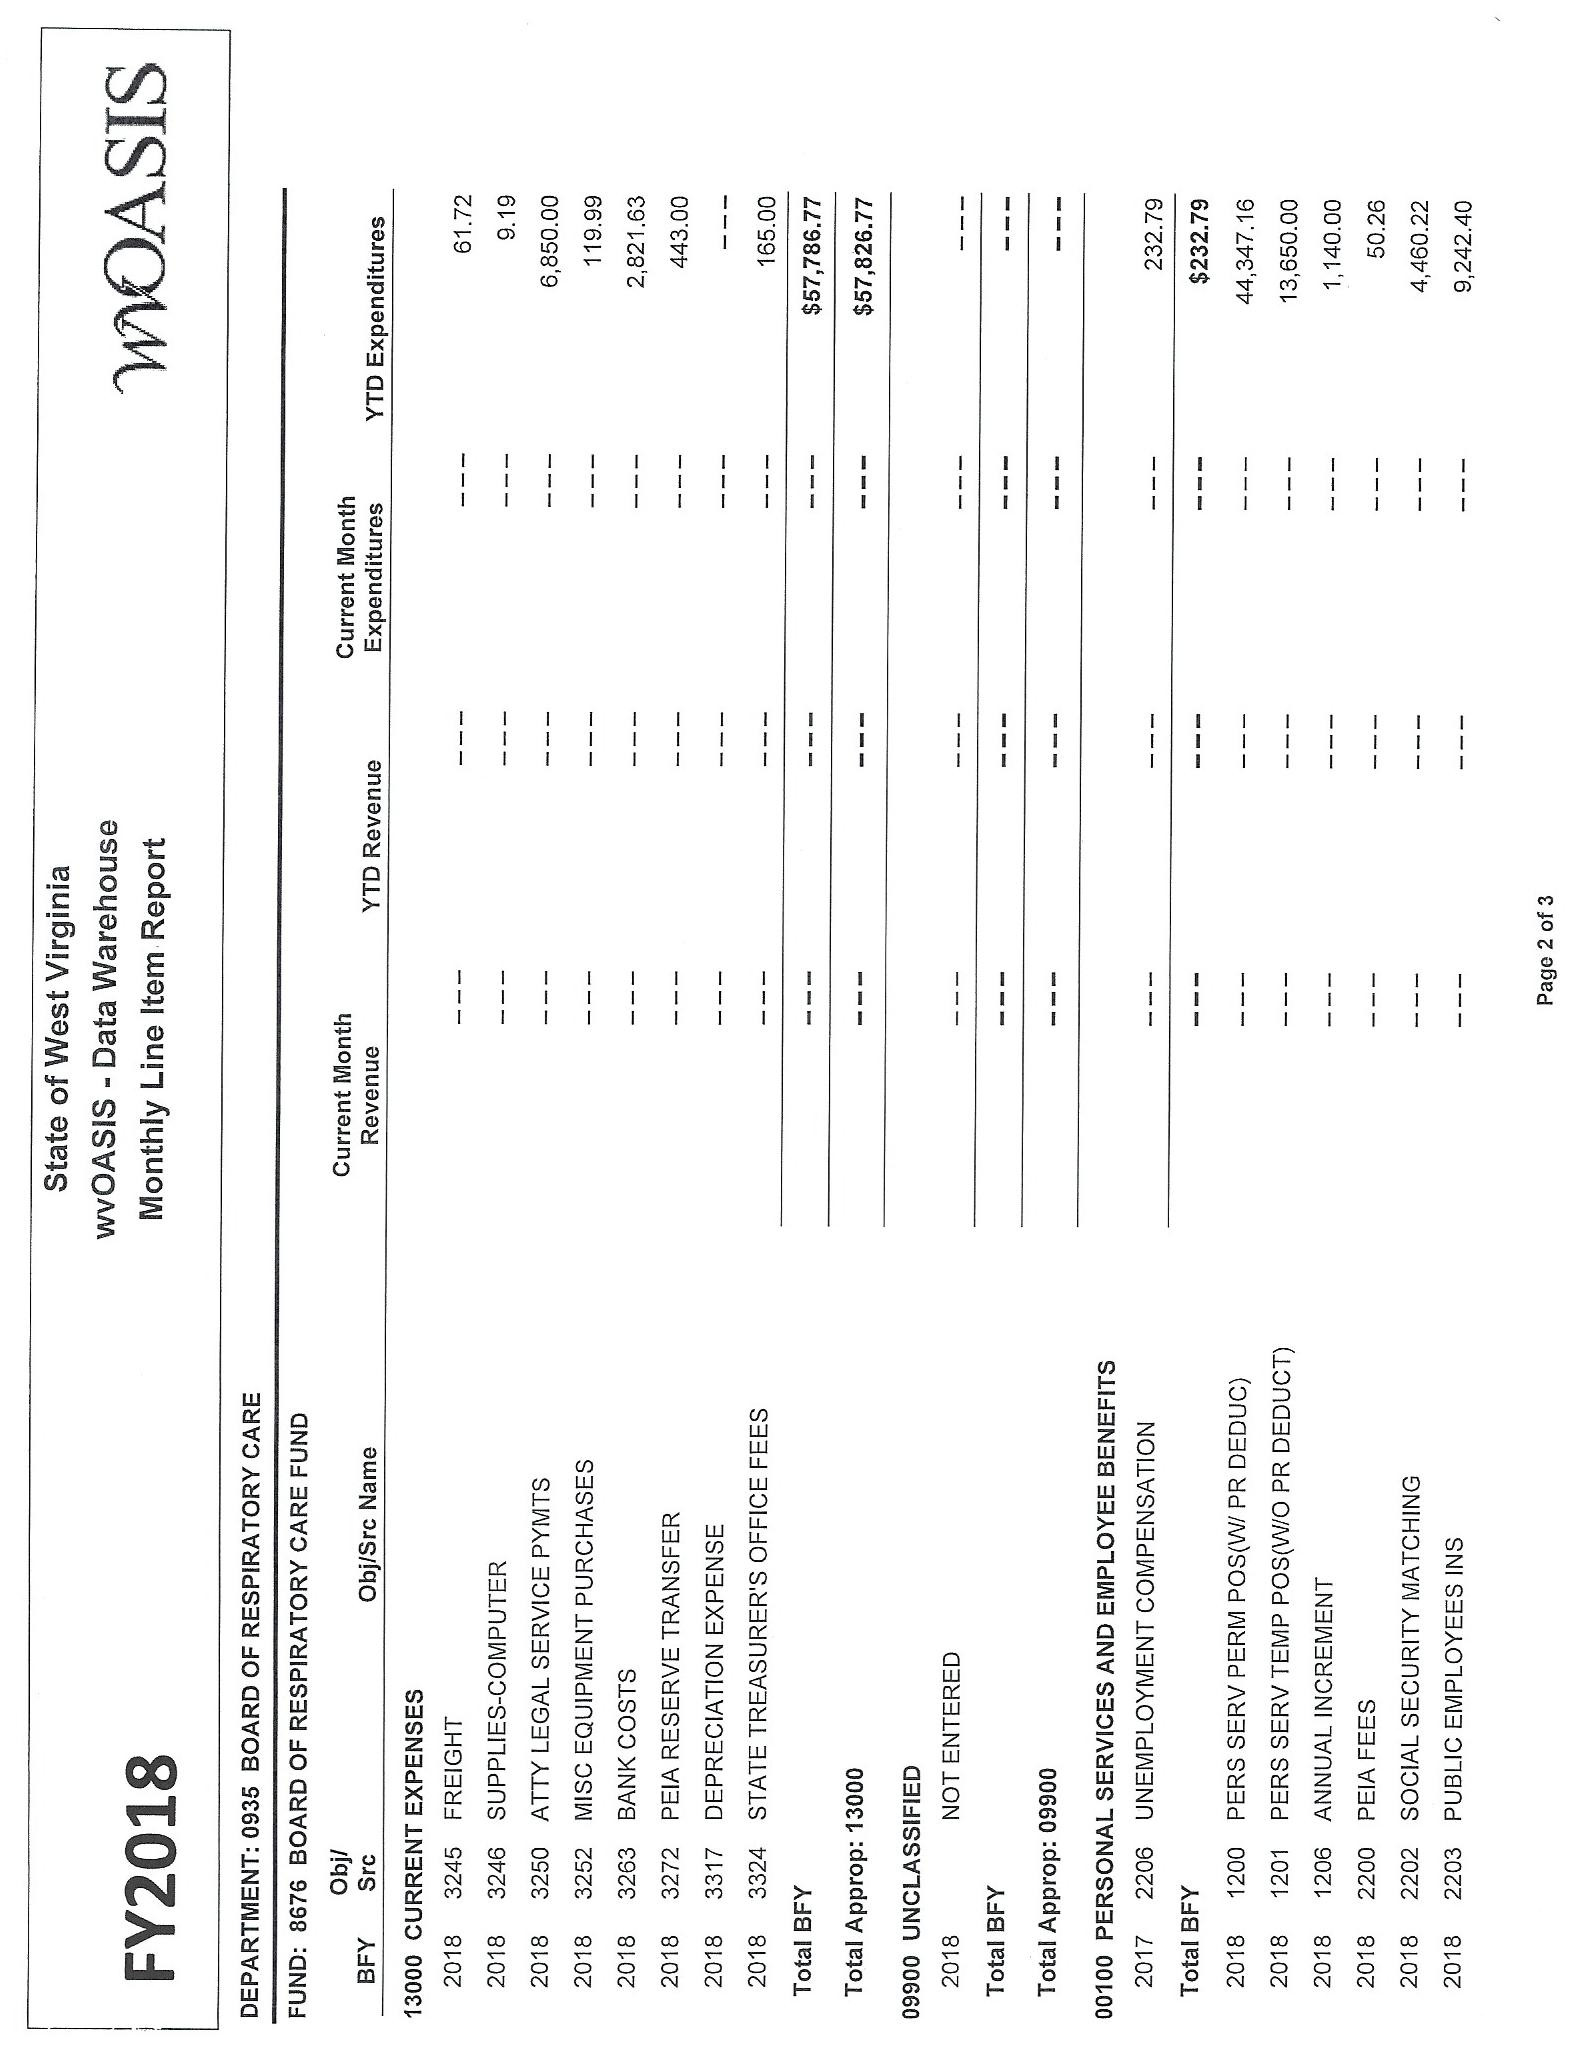 FY2018
State of West Virginia
wvOASIS - Data Warehouse
Monthly Line Item Report
wvOASIS
DEPARTMENT: 0935 BOARD OF RESPIRATORY CARE
FUND: 8676 BOARD OF RESPIRATORY CARE FUND
BFY Obj/ Src Obj/Src Name Current Month Revenue YTD Revenue Current Month Expenditures YTD Expenditures
13000 CURRENT EXPENSES
2018 3245 FREIGHT --- --- --- 61.72
2018 3246 SUPPLIES-COMPUTER --- --- --- 9.19
2018 3250 ATTY LEGAL SERVICE PYMTS --- --- --- 6,850.00
2018 3252 MISC EQUIPMENT PURCHASES --- --- --- 119.99
2018 3263 BANK COSTS --- --- --- 2,821.63
2018 3272 PEIA RESERVE TRANSFER --- --- --- 443.00
2018 3317 DEPRECIATION EXPENSE --- --- --- ---
2018 3324 STATE TREASURER'S OFFICE FEES --- --- --- 165.00
Total BFY --- --- --- $57,786.77
Total Approp: 13000 --- --- --- $57,826.77
09900 UNCLASSIFIED
2018 NOT ENTERED --- --- --- ---
Total BFY --- --- --- ---
Total Approp: 09900 --- --- --- ---
00100 PERSONAL SERVICES AND EMPLOYEE BENEFITS
2017 2206 UNEMPLOYMENT COMPENSATION --- --- --- 232.79
Total BFY --- --- --- $232.79
2018 1200 PERS SERV PERM POS(W/ PR DEDUC) --- --- --- 44,347.16
2018 1201 PERS SERV TEMP POS(W/O PR DEDUCT) --- --- --- 13,650.00
2018 1206 ANNUAL INCREMENT --- --- --- 1,140.00
2018 2200 PEIA FEES --- --- --- 50.26
2018 2202 SOCIAL SECURITY MATCHING --- --- --- 4,460.22
2018 2203 PUBLIC EMPLOYEES INS --- --- --- 9,242.40
Page 2 of 3